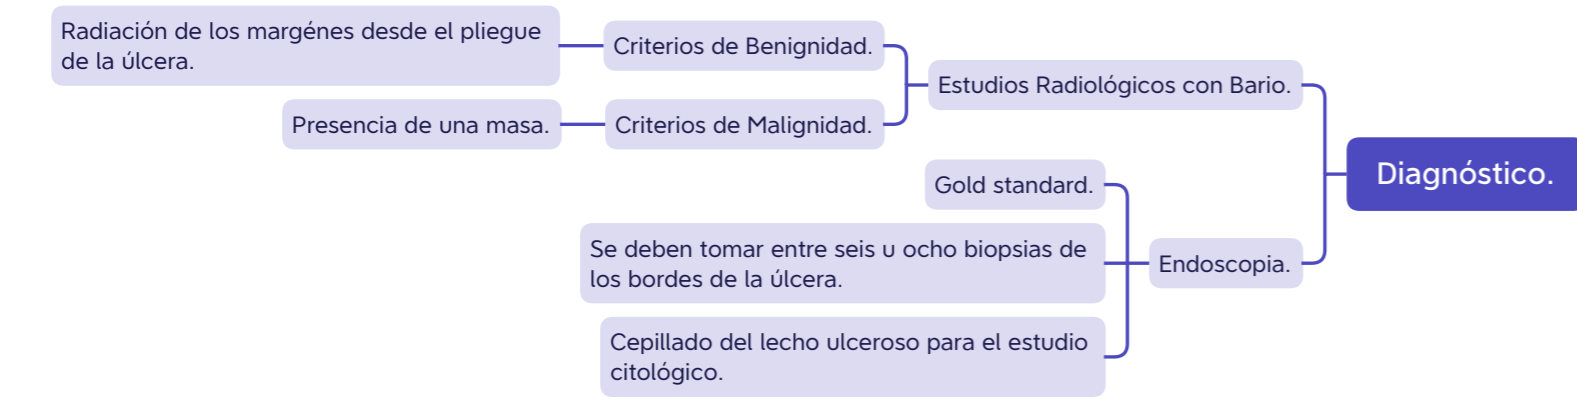 Radiación de los margénes desde el pliegue
de la úlcera.
Criterios de Benignidad.
Presencia de una masa.
Criterios de Malignidad.
Estudios Radiológicos con Bario.
Diagnóstico.
Gold standard.
Se deben tomar entre seis u ocho biopsias de
los bordes de la úlcera.
Endoscopia.
Cepillado del lecho ulceroso para el estudio
citológico.